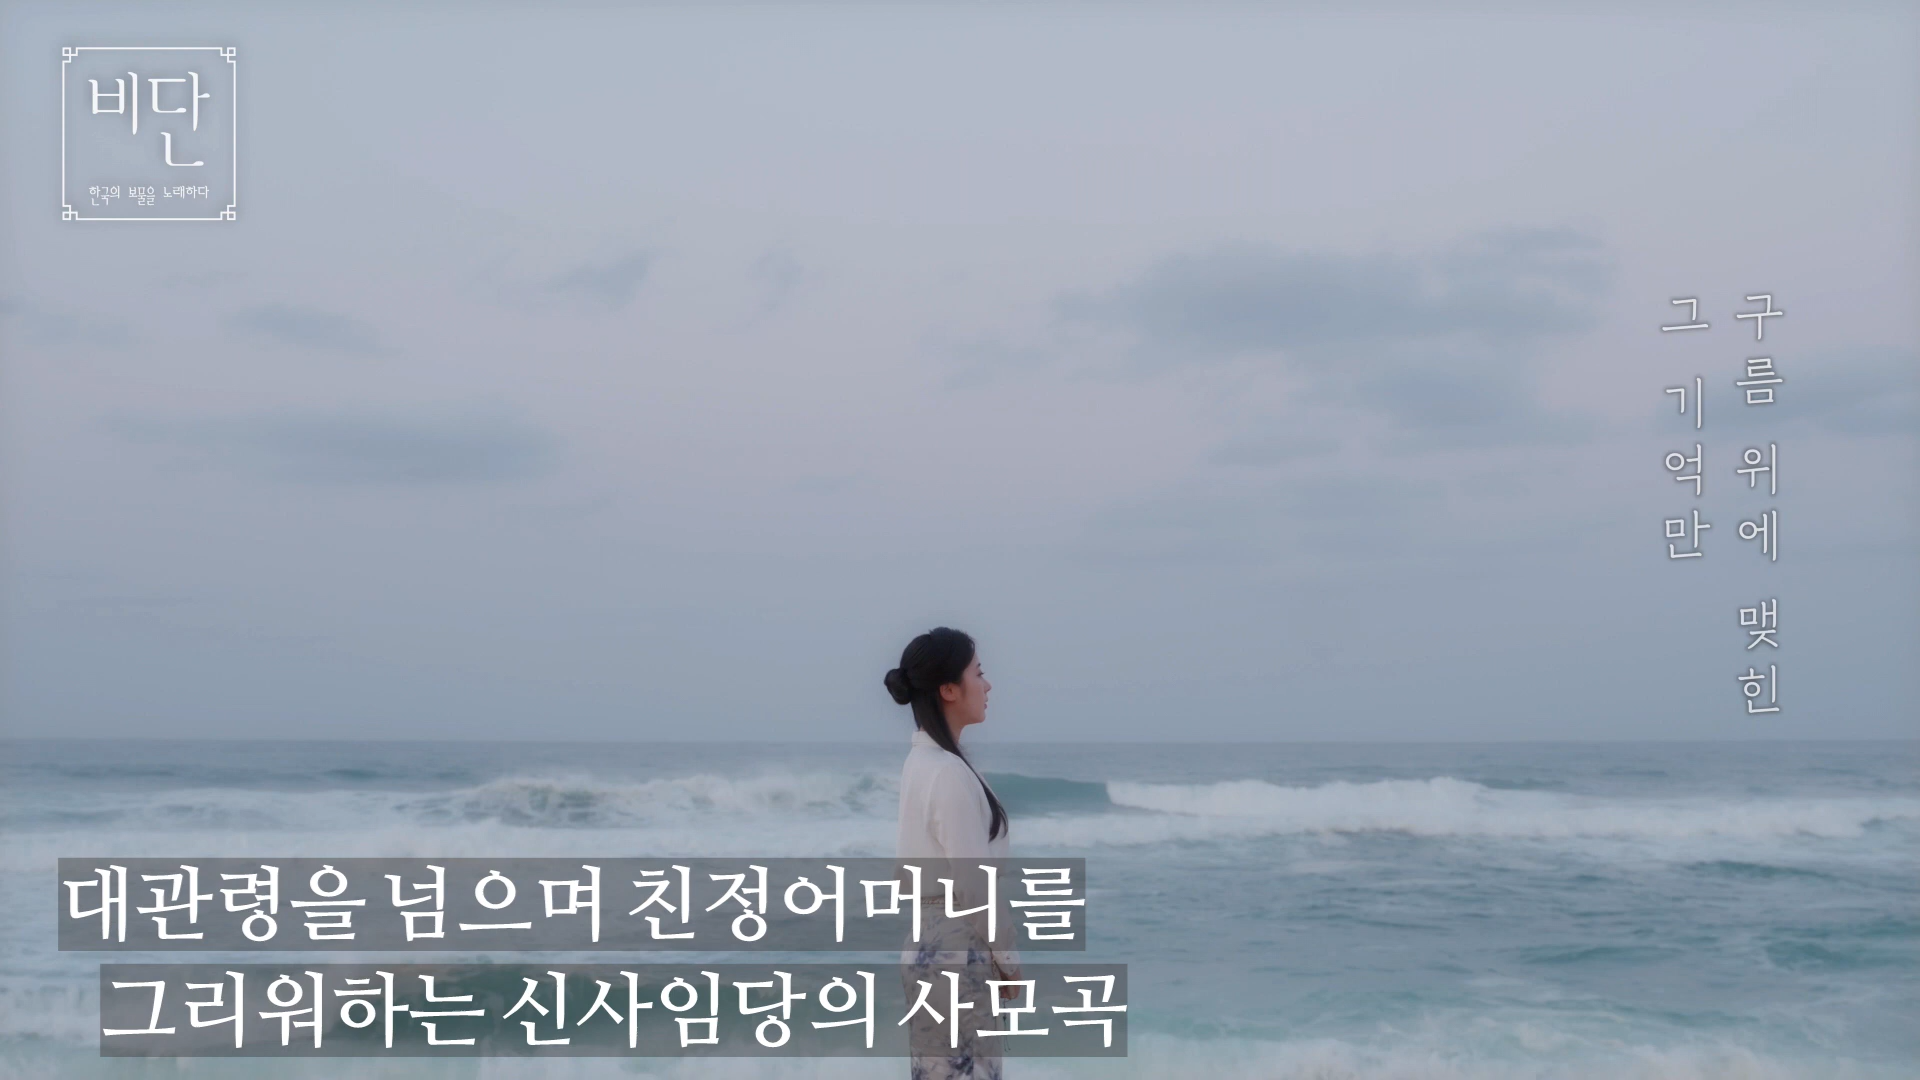 비단
한국의 보물을 노래하다
구름 위에 맺힌
그 기억만
대관령을 넘으며 친정어머니를
그리워하는 신사임당의 사모곡